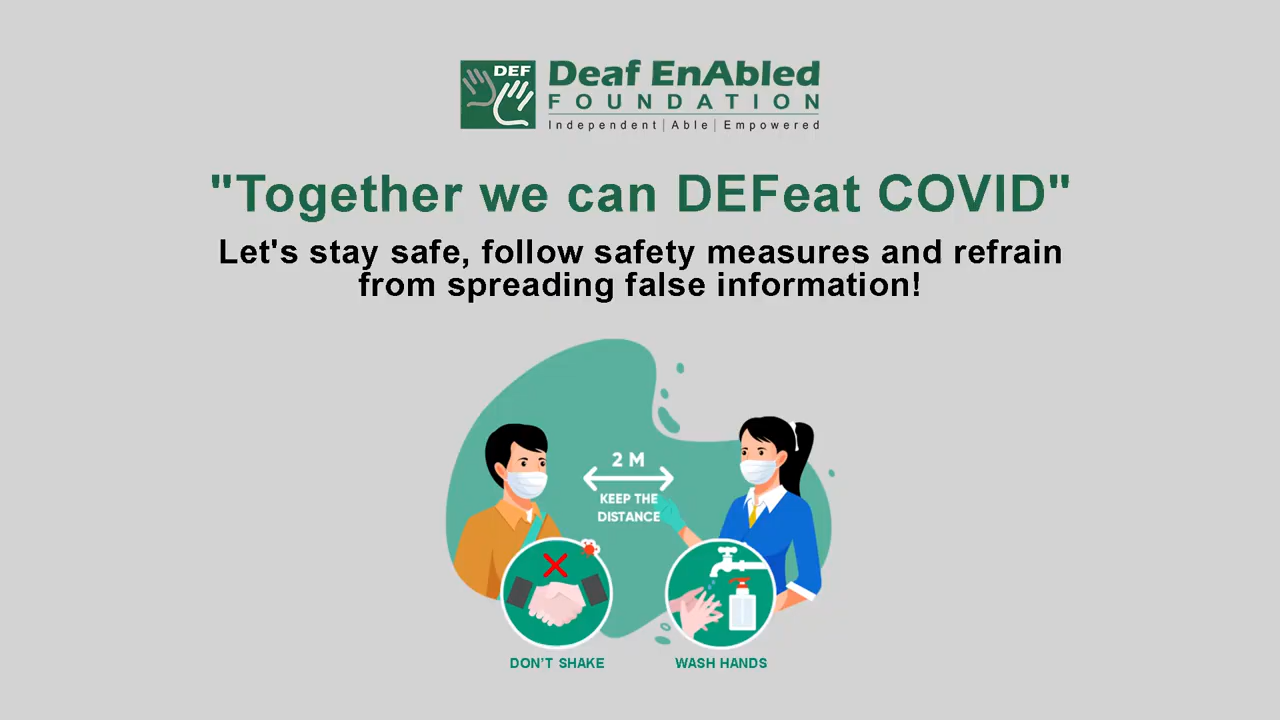 DEF
Deaf EnAbled
FOUNDATION
Independent | Able | Empowered
"Together we can DEFeat COVID"
Let's stay safe, follow safety measures and refrain
from spreading false information!
2 M
KEEP THE
DISTANCE
DON'T SHAKE
WASH HANDS